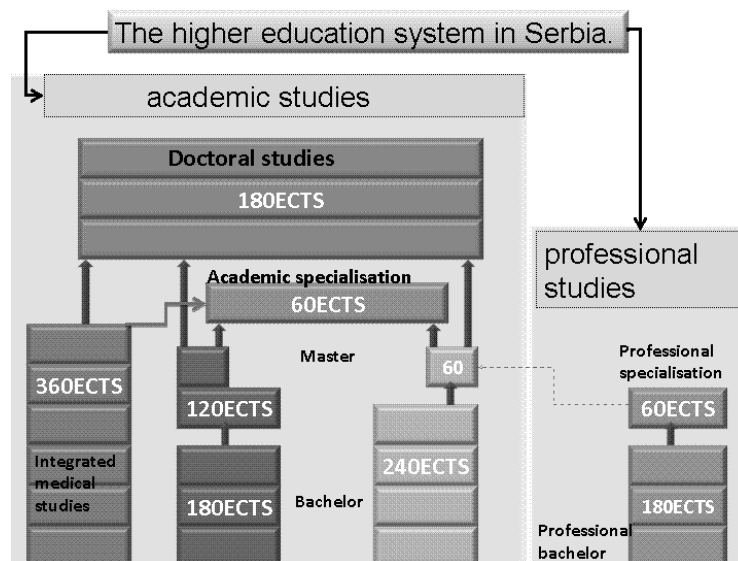 The higher education system in Serbia.
academic studies
Doctoral studies
180ECTS
professional
studies
Academic specialisation
60ECTS
Master
60
Professional
specialisation
360ECTS
120ECTS
60ECTS
Integrated
medical
studies
240ECTS
180ECTS
Bachelor
180ECTS
Professional
bachelor